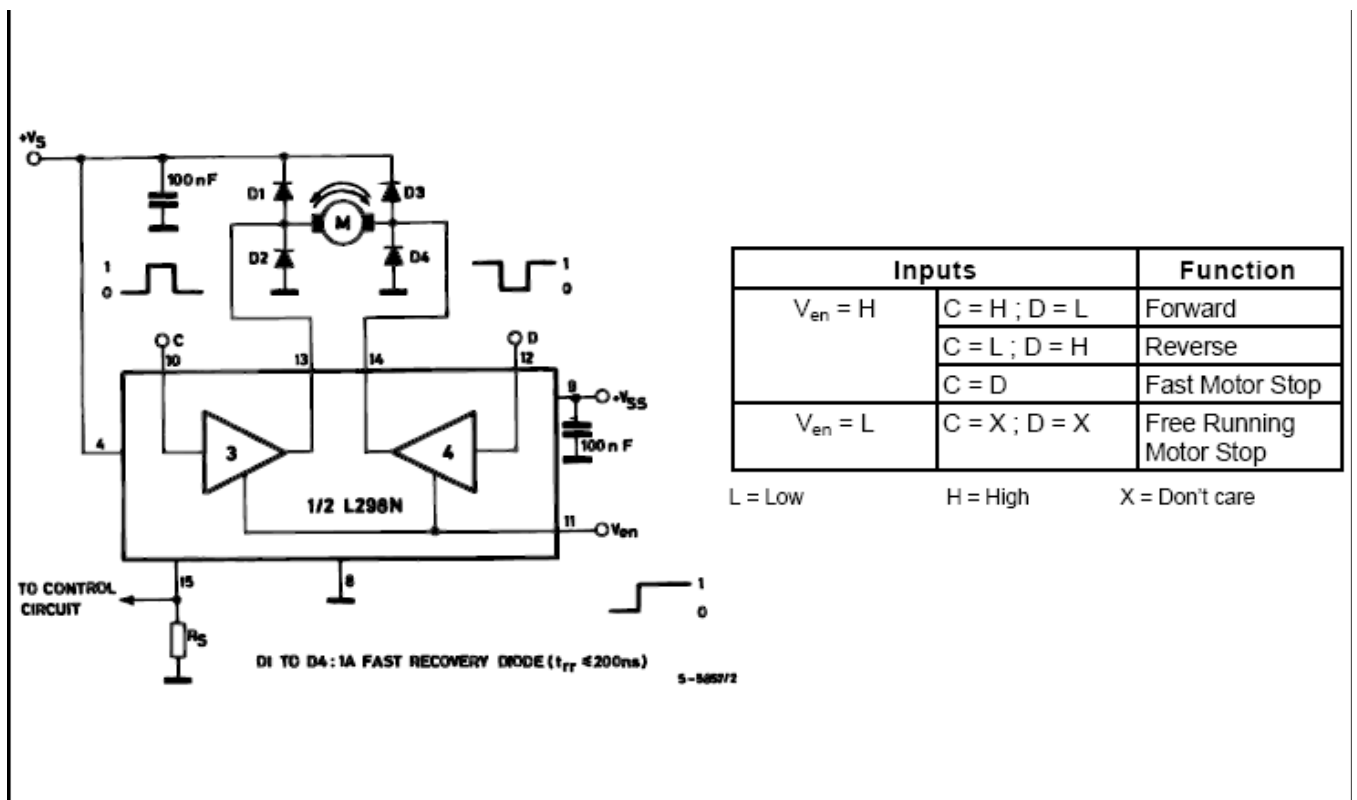 +VS
100nF
D1
D3
M
D2
D4
1
0
1
0
C
D
10
13
14
12
9
+VSS
4
3
4
100nF
1/2 L298N
11
Ven
15
8
TO CONTROL
CIRCUIT
RS
1
0
D1 TO D4 : 1A FAST RECOVERY DIODE (trr ≤ 200ns)
S-5857/2
Inputs Function
Ven = H C = H ; D = L Forward
C = L ; D = H Reverse
C = D Fast Motor Stop
Ven = L C = X ; D = X Free Running
Motor Stop
L = Low H = High X = Don't care